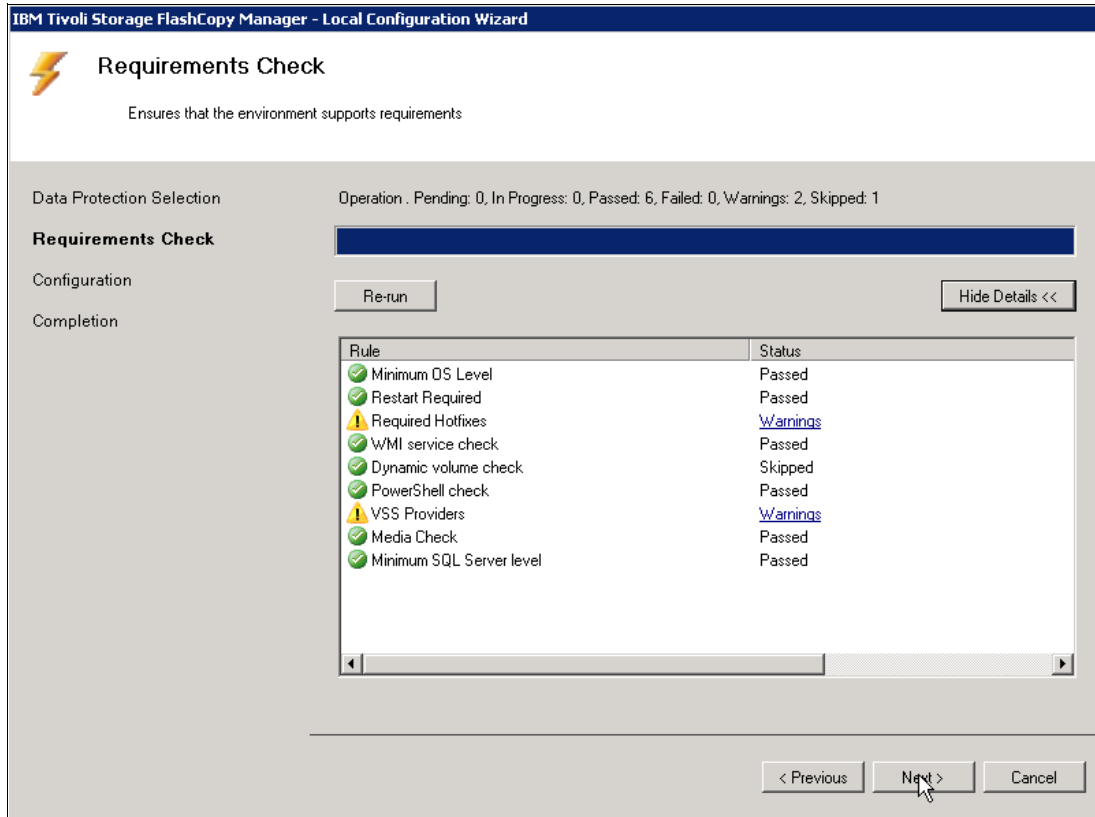 IBM Tivoli Storage FlashCopy Manager - Local Configuration Wizard
Requirements Check
Ensures that the environment supports requirements
Data Protection Selection
Requirements Check
Configuration
Completion
Operation . Pending: 0, In Progress: 0, Passed: 6, Failed: 0, Warnings: 2, Skipped: 1
Re-run
Hide Details <<
Rule Status
Minimum OS Level Passed
Restart Required Passed
Required Hotfixes Warnings
WMI service check Passed
Dynamic volume check Skipped
PowerShell check Passed
VSS Providers Warnings
Media Check Passed
Minimum SQL Server level Passed
< Previous Next > Cancel